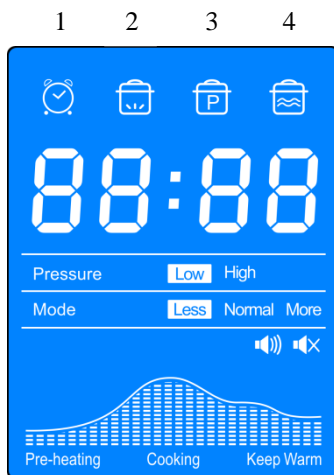 1 2 3 4
P
88:88
Pressure Low High
Mode Less Normal More
Pre-heating Cooking Keep Warm